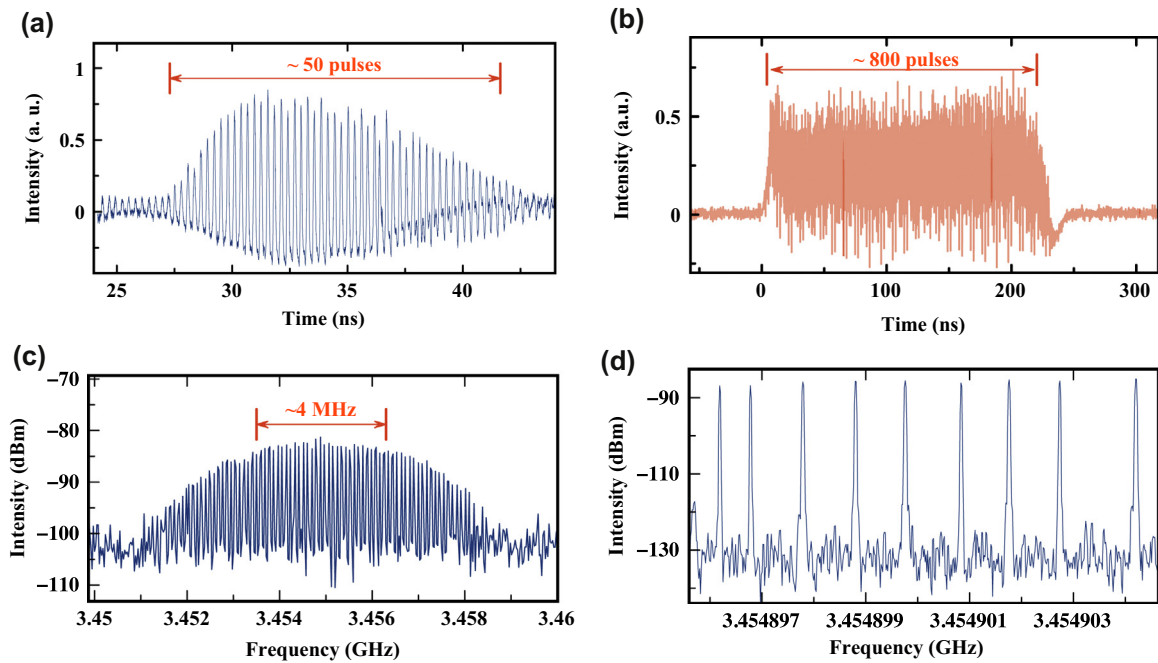 (a)
1
0.5
0
~ 50 pulses
Intensity (a. u.)
25
30
35
40
Time (ns)
(b)
0.5
0
~ 800 pulses
Intensity (a.u.)
0
100
200
300
Time (ns)
(c)
−70
−80
−90
−100
−110
~4 MHz
Intensity (dBm)
3.45
3.452
3.454
3.456
3.458
3.46
Frequency (GHz)
(d)
−90
−110
−130
Intensity (dBm)
3.454897
3.454899
3.454901
3.454903
Frequency (GHz)